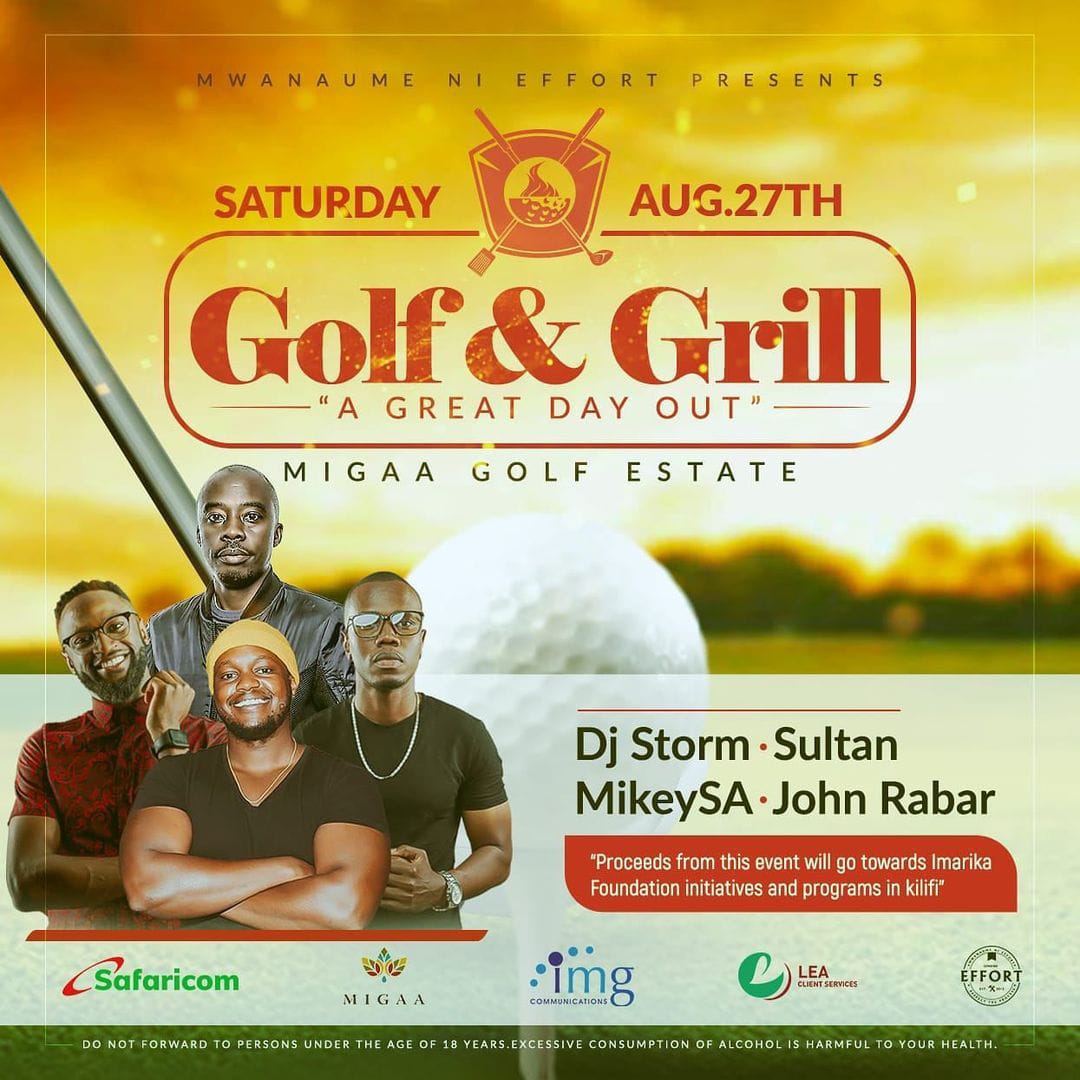 MWANAUME NI EFFORT PRESENTS
SATURDAY AUG.27TH
Golf & Grill
"A GREAT DAY OUT"
MIGAA GOLF ESTATE
Dj Storm · Sultan
MikeySA · John Rabar
"Proceeds from this event will go towards Imarika
Foundation initiatives and programs in kilifi"
Safaricom
MIGAA
img
COMMUNICATIONS
LEA
CLIENT SERVICES
EFFORT
DO NOT FORWARD TO PERSONS UNDER THE AGE OF 18 YEARS.EXCESSIVE CONSUMPTION OF ALCOHOL IS HARMFUL TO YOUR HEALTH.